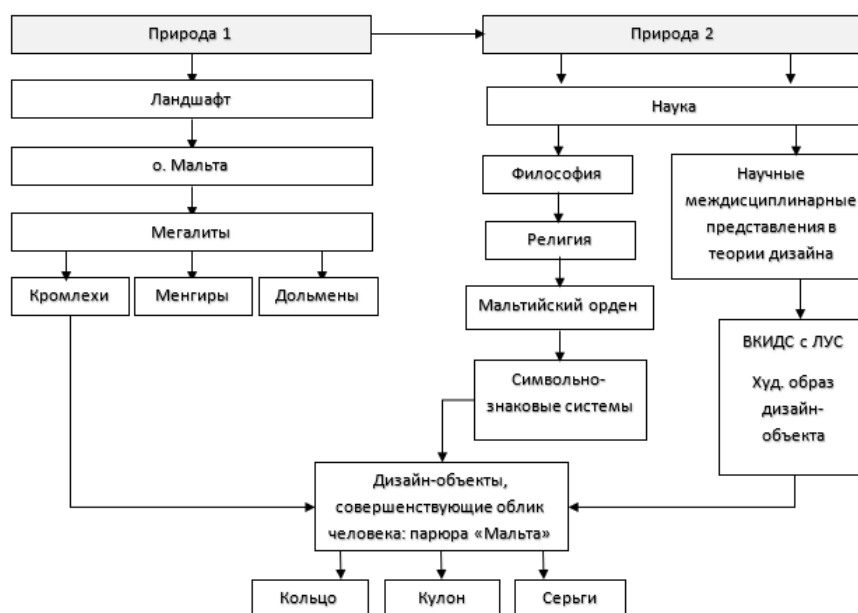 Природа 1
Природа 2
Ландшафт
Наука
о. Мальта
Философия
Научные
междисциплинарные
представления в
теории дизайна
Мегалиты
Религия
Кромлехи
Менгиры
Дольмены
Мальтийский орден
ВКИДС с ЛУС
Худ. образ
дизайн-
объекта
Символьно-
знаковые системы
Дизайн-объекты,
совершенствующие облик
человека: парюра «Мальта»
Кольцо
Кулон
Серьги